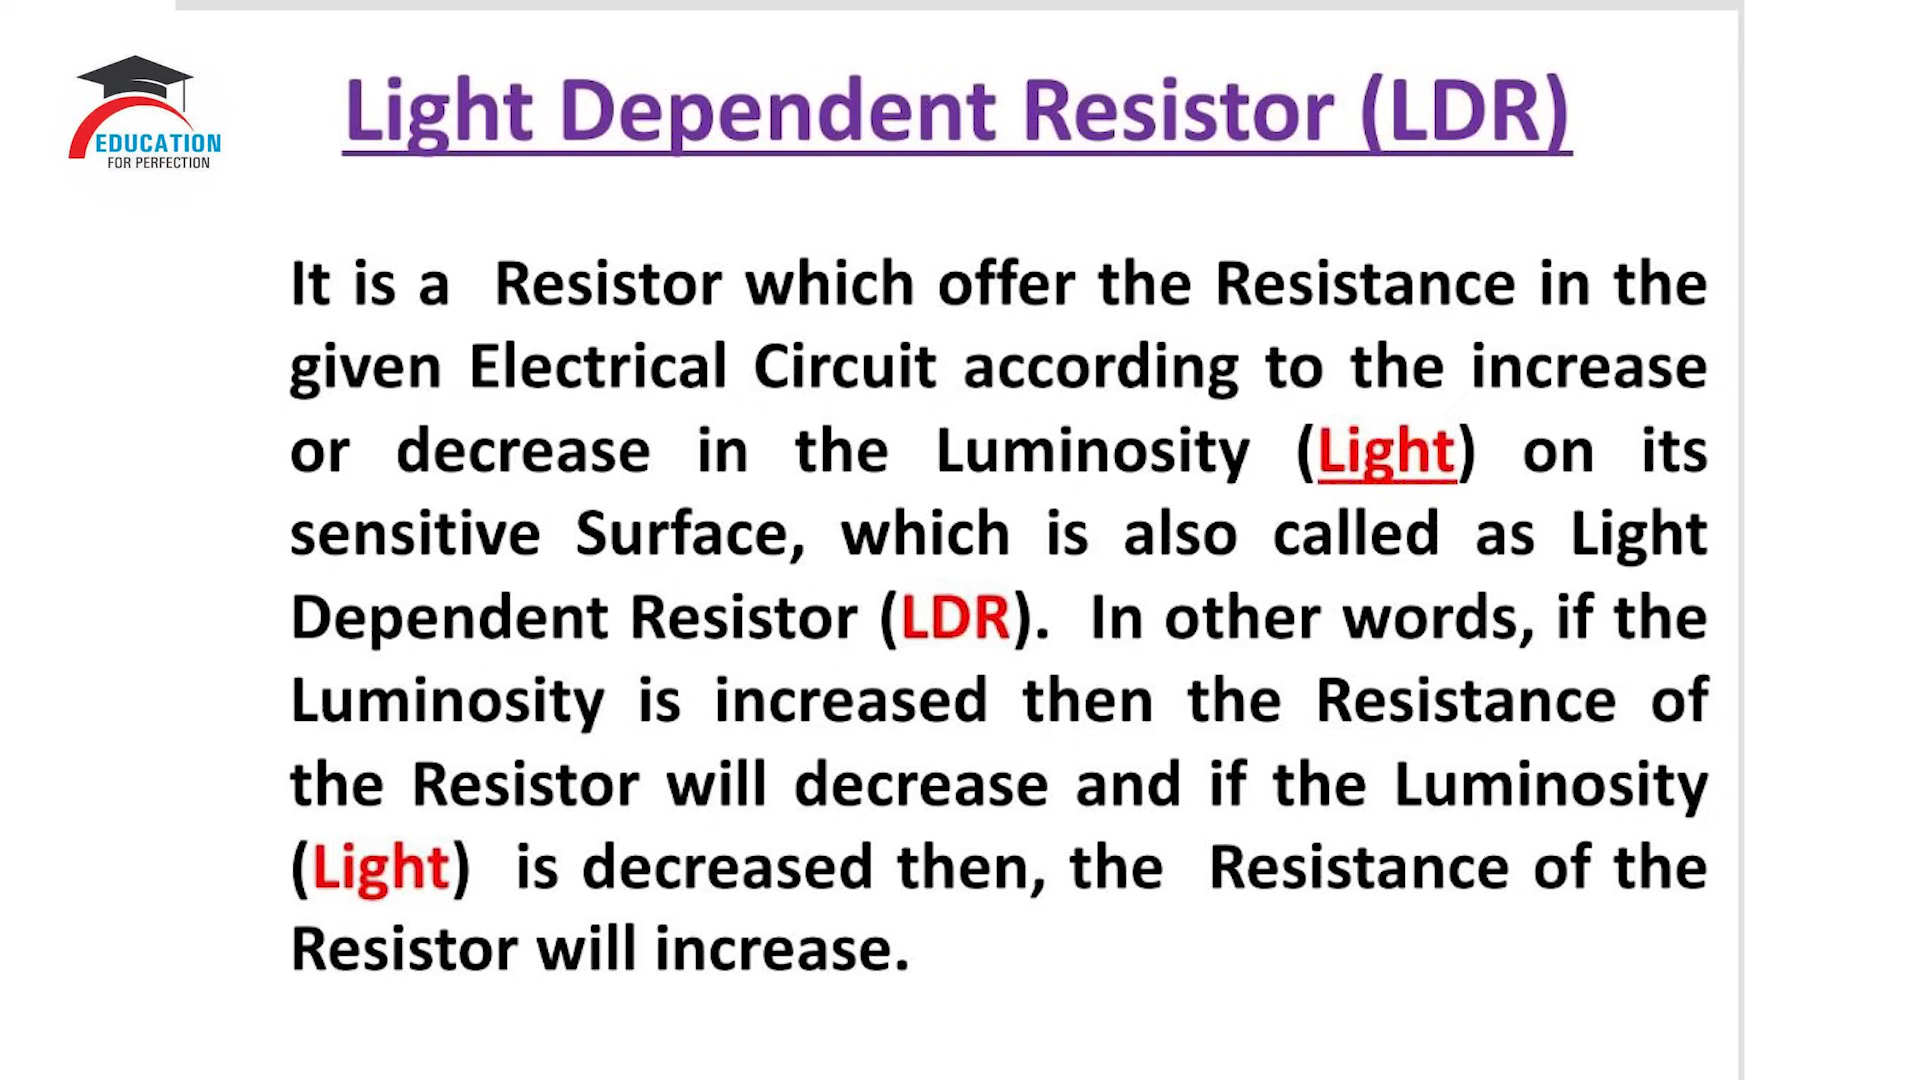 EDUCATION
FOR PERFECTION
Light Dependent Resistor (LDR)
It is a Resistor which offer the Resistance in the
given Electrical Circuit according to the increase
or decrease in the Luminosity (Light) on its
sensitive Surface, which is also called as Light
Dependent Resistor (LDR). In other words, if the
Luminosity is increased then the Resistance of
the Resistor will decrease and if the Luminosity
(Light) is decreased then, the Resistance of the
Resistor will increase.